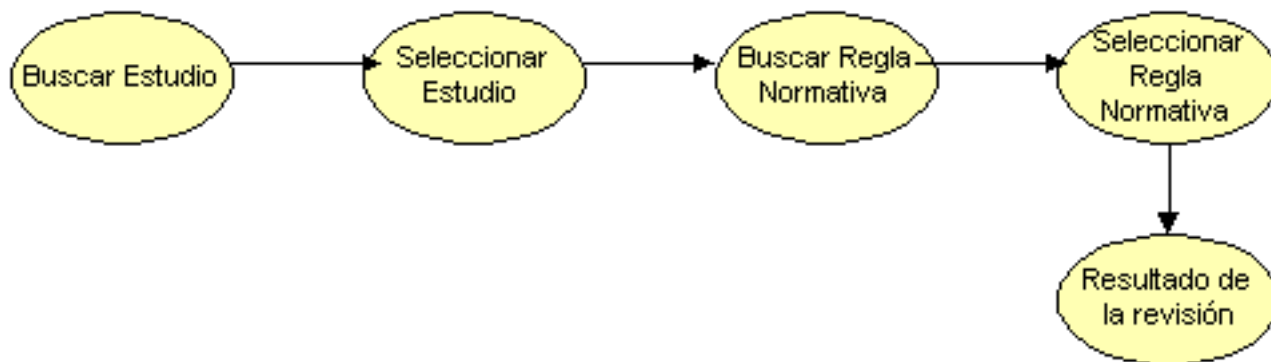 Buscar Estudio
Seleccionar
Estudio
Buscar Regla
Normativa
Seleccionar
Regla
Normativa
Resultado de
la revisión